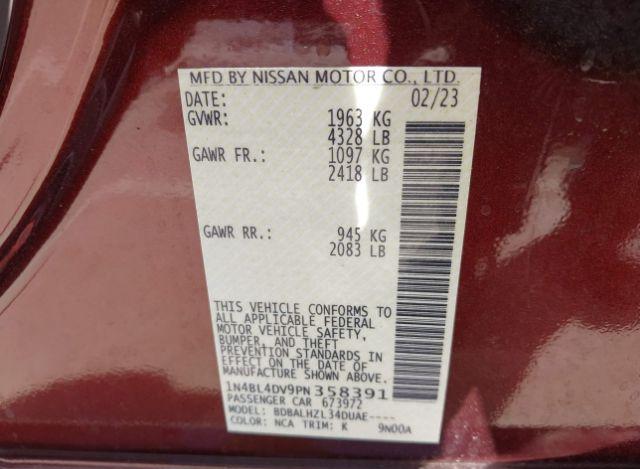 MFD BY NISSAN MOTOR CO., LTD.
DATE: 02/23
GVWR: 1963 KG
4328 LB
GAWR FR.: 1097 KG
2418 LB
GAWR RR.: 945 KG
2083 LB
THIS VEHICLE CONFORMS TO
ALL APPLICABLE FEDERAL
MOTOR VEHICLE SAFETY,
BUMPER, AND THEFT
PREVENTION STANDARDS IN
EFFECT ON THE DATE OF
MANUFACTURE SHOWN ABOVE.
1N4BL4DV9PN358391
PASSENGER CAR 673972
MODEL: BDBALHZL34DUAE----
COLOR: NCA TRIM: K 9N00A